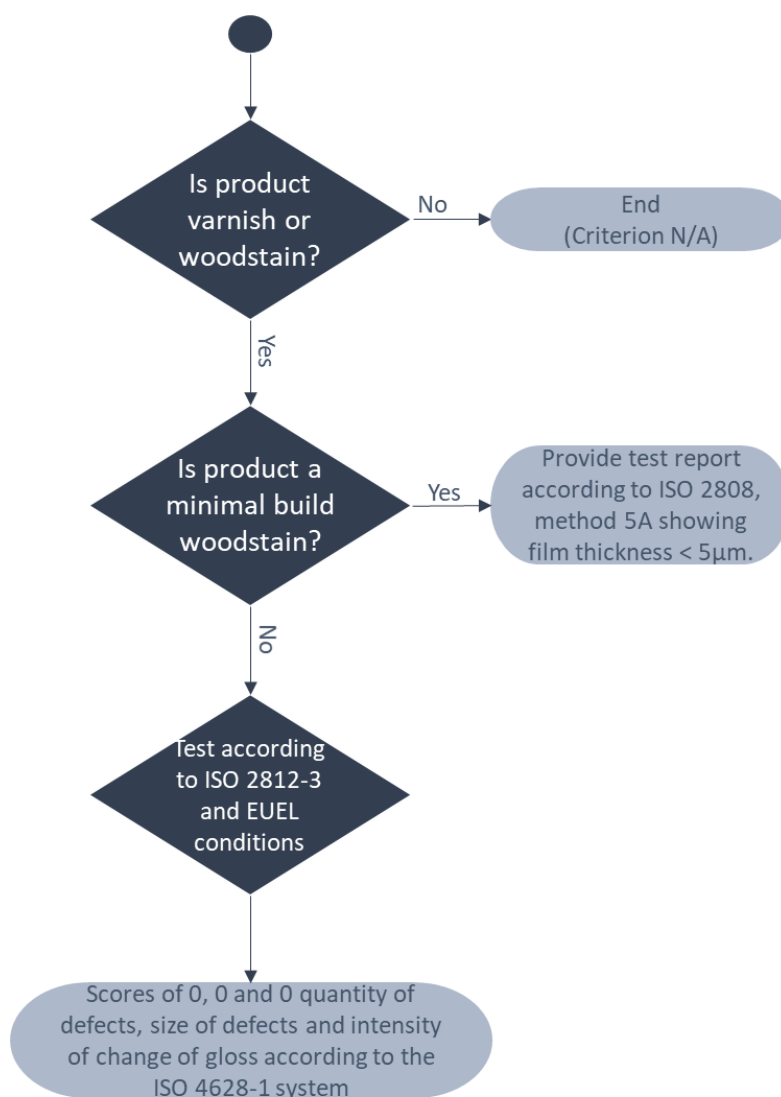 Is product
varnish or
woodstain?
No
End
(Criterion N/A)
Yes
Is product a
minimal build
woodstain?
Yes
Provide test report
according to ISO 2808,
method 5A showing
film thickness < 5µm.
No
Test according
to ISO 2812-3
and EUEL
conditions
Scores of 0, 0 and 0 quantity of
defects, size of defects and intensity
of change of gloss according to the
ISO 4628-1 system